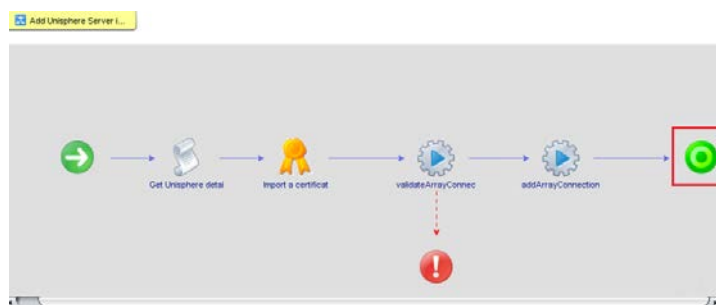 Add Unisphere Server i...
Get Unisphere detai
Import a certificat
validateArrayConnec
addArrayConnection